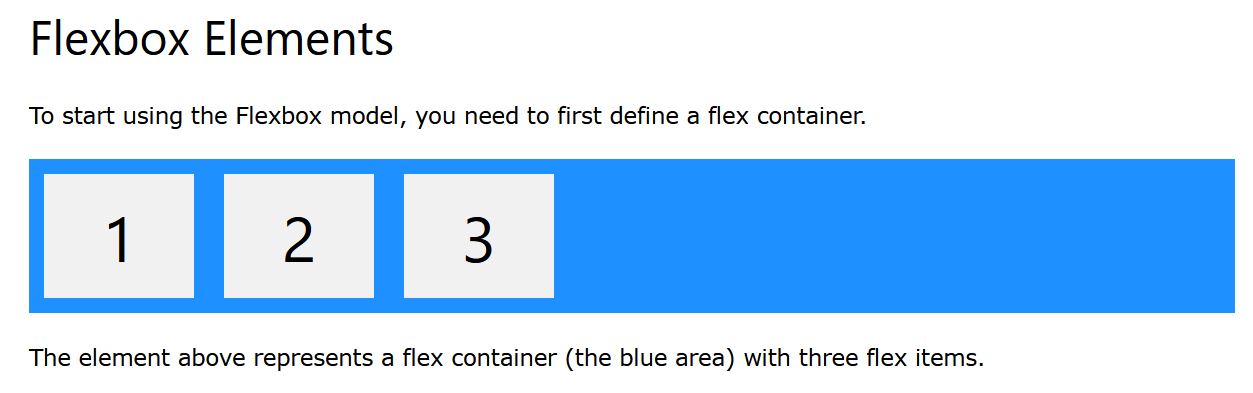 Flexbox Elements
To start using the Flexbox model, you need to first define a flex container.
1 2 3
The element above represents a flex container (the blue area) with three flex items.